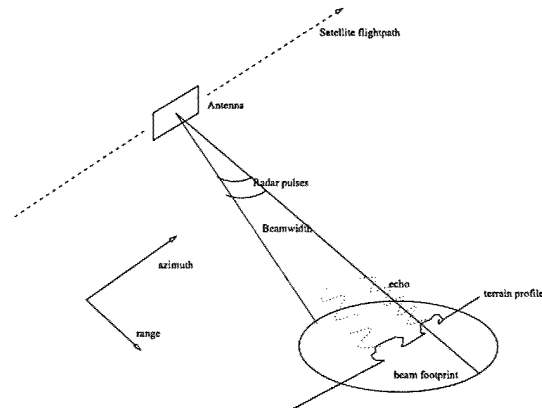 Satellite flightpath
Antenna
Radar pulses
Beamwidth
azimuth
echo
terrain profile
range
beam footprint